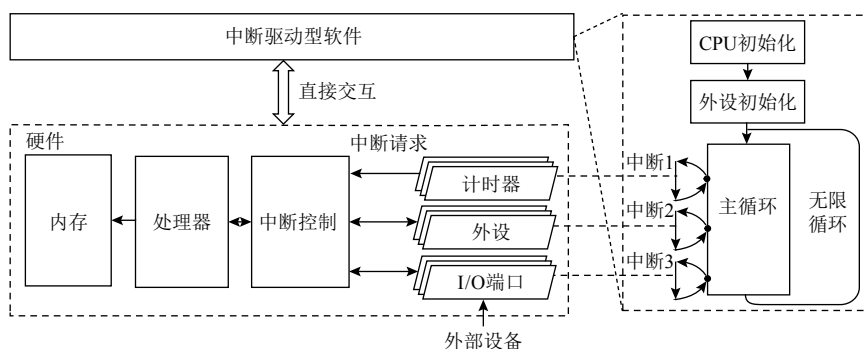 中断驱动型软件
直接交互
硬件
中断请求
内存
处理器
中断控制
计时器
外设
I/O端口
外部设备
CPU初始化
外设初始化
中断1
中断2
中断3
主循环
无限
循环